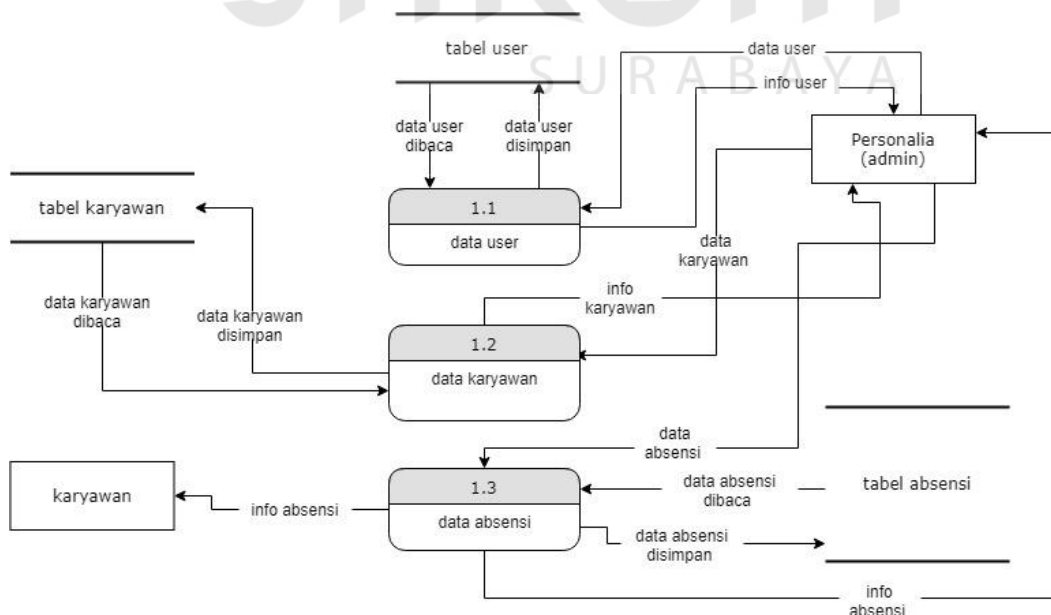 SURABAYA
tabel user
data user
info user
data user
dibaca
data user
disimpan
Personalia
(admin)
tabel karyawan
1.1
data user
data
karyawan
data karyawan
dibaca
data karyawan
disimpan
info
karyawan
1.2
data karyawan
data
absensi
karyawan
info absensi
1.3
data absensi
data absensi
dibaca
tabel absensi
data absensi
disimpan
info
absensi